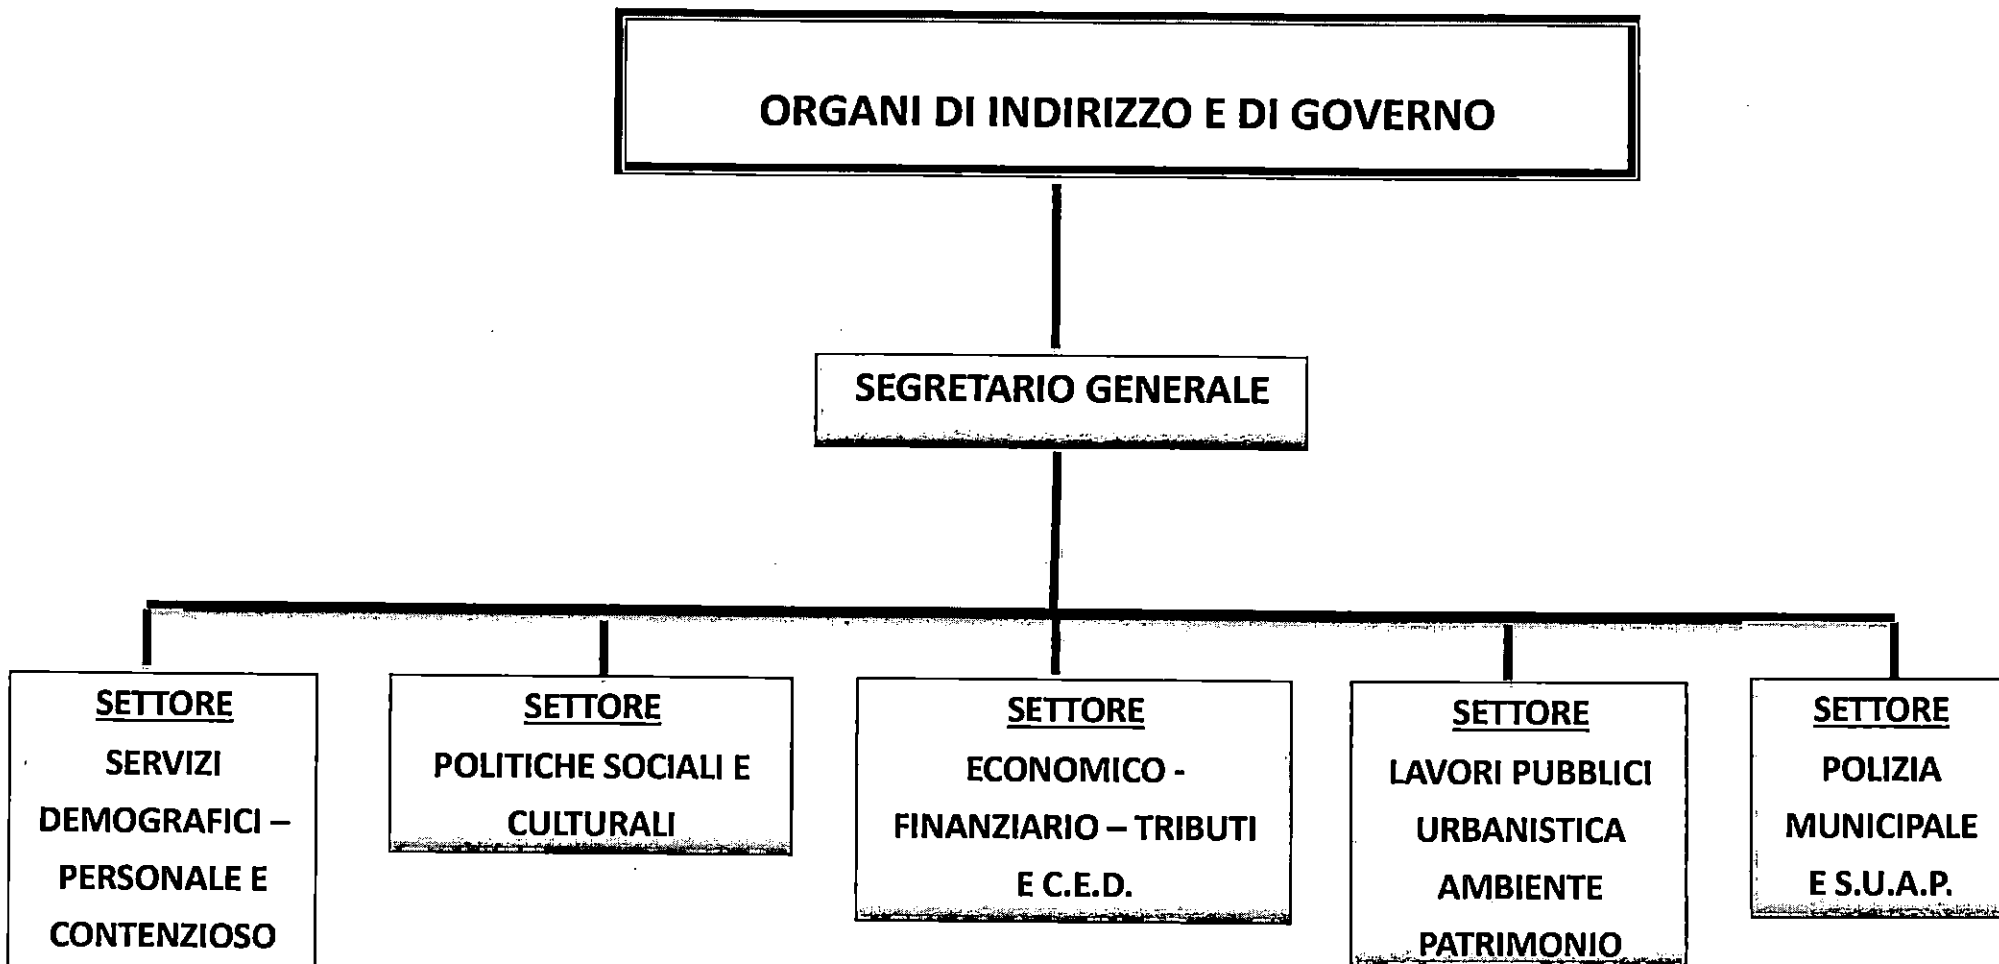 ORGANI DI INDIRIZZO E DI GOVERNO
SEGRETARIO GENERALE
SETTORE
SERVIZI
DEMOGRAFICI –
PERSONALE E
CONTENZIOSO
SETTORE
POLITICHE SOCIALI E
CULTURALI
SETTORE
ECONOMICO -
FINANZIARIO – TRIBUTI
E C.E.D.
SETTORE
LAVORI PUBBLICI
URBANISTICA
AMBIENTE
PATRIMONIO
SETTORE
POLIZIA
MUNICIPALE
E S.U.A.P.